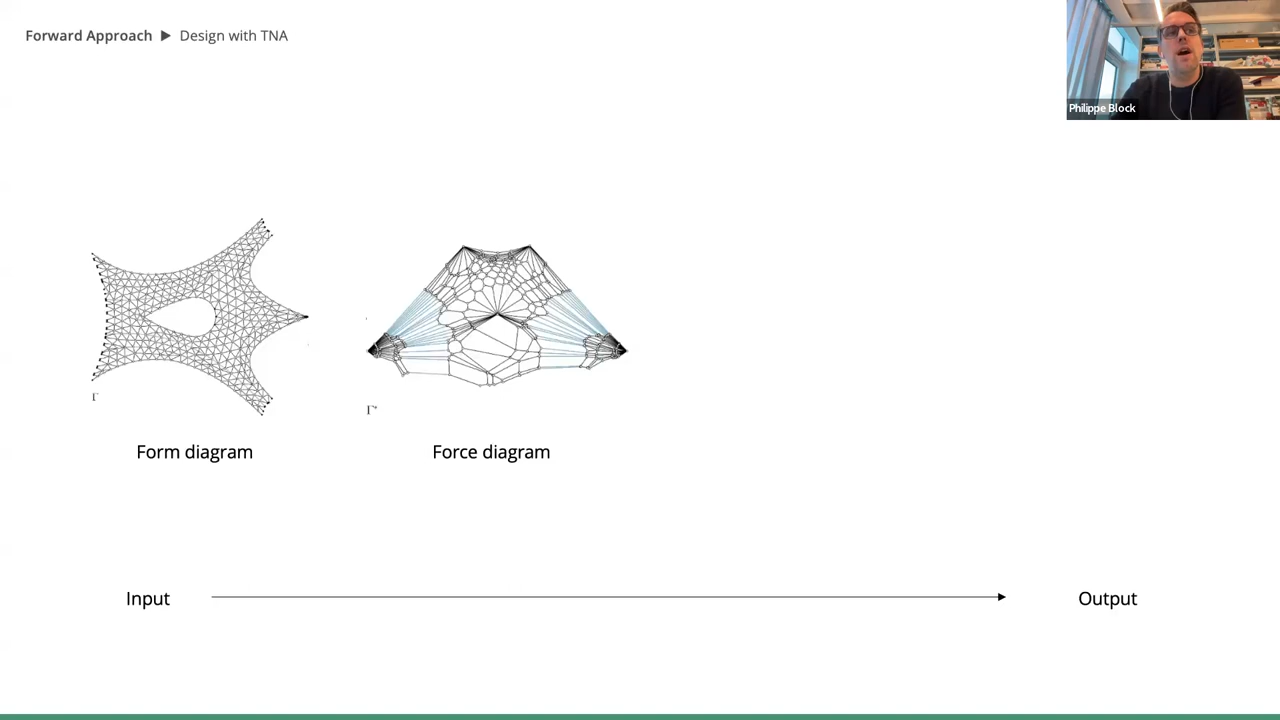 Forward Approach ▶ Design with TNA
Philippe Block
Γ
Γ*
Form diagram
Force diagram
Input
Output